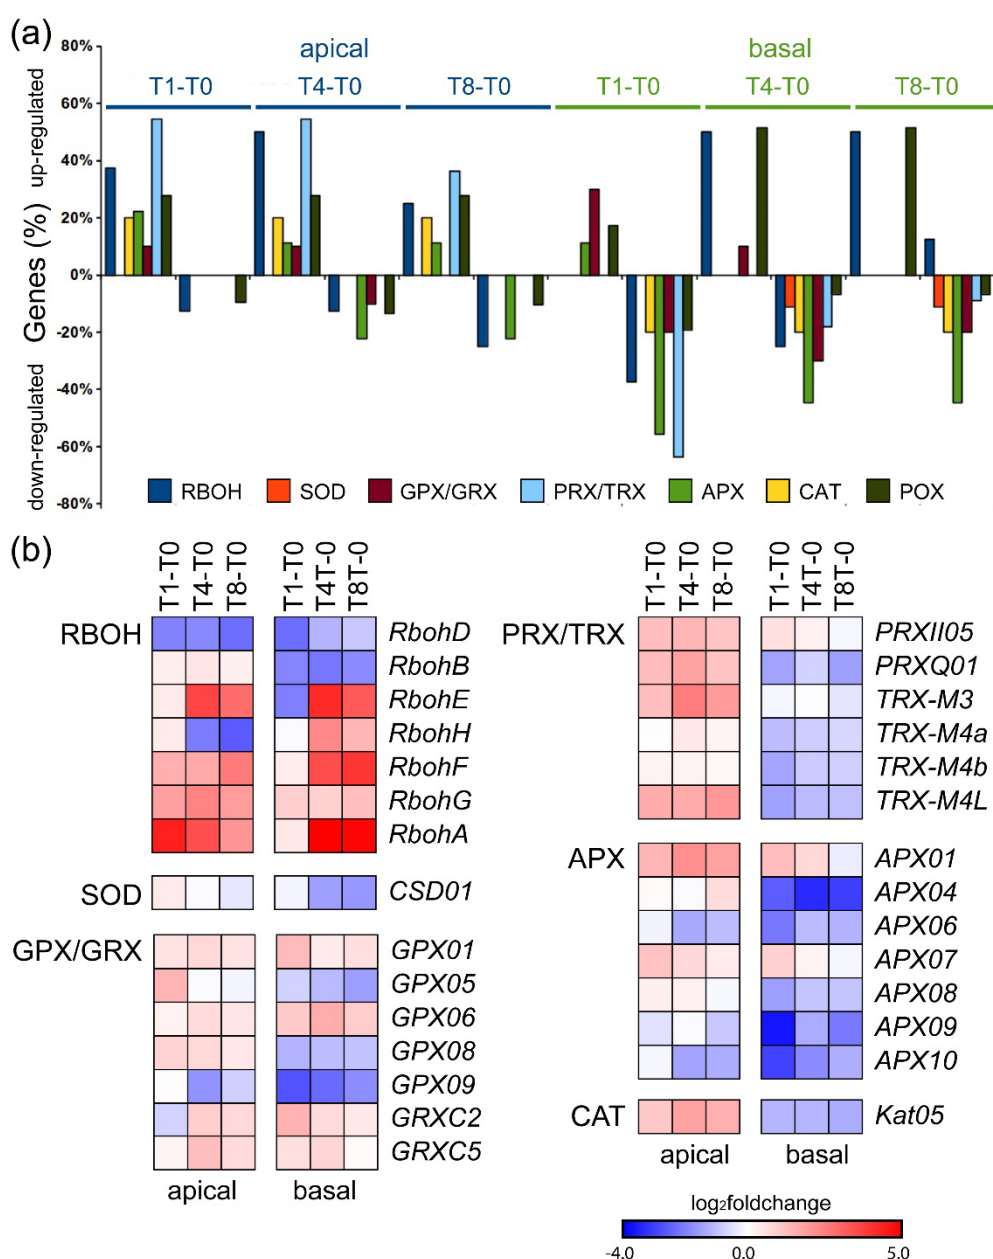 (a)
apical basal
T1-T0 T4-T0 T8-T0 T1-T0 T4-T0 T8-T0
80%
60%
40%
20%
0%
-20%
-40%
-60%
-80%
Genes (%)
up-regulated
down-regulated
RBOH SOD GPX/GRX PRX/TRX APX CAT POX
(b)
T1-T0 T4-T0 T8-T0 T1-T0 T4T-0 T8T-0
RBOH
RbohD
RbohB
RbohE
RbohH
RbohF
RbohG
RbohA
SOD
CSD01
GPX/GRX
GPX01
GPX05
GPX06
GPX08
GPX09
GRXC2
GRXC5
apical basal
T1-T0 T4-T0 T8-T0 T1-T0 T4T-0 T8T-0
PRX/TRX
PRXII05
PRXQ01
TRX-M3
TRX-M4a
TRX-M4b
TRX-M4L
APX
APX01
APX04
APX06
APX07
APX08
APX09
APX10
CAT
Kat05
apical basal
log₂foldchange
-4.0 0.0 5.0